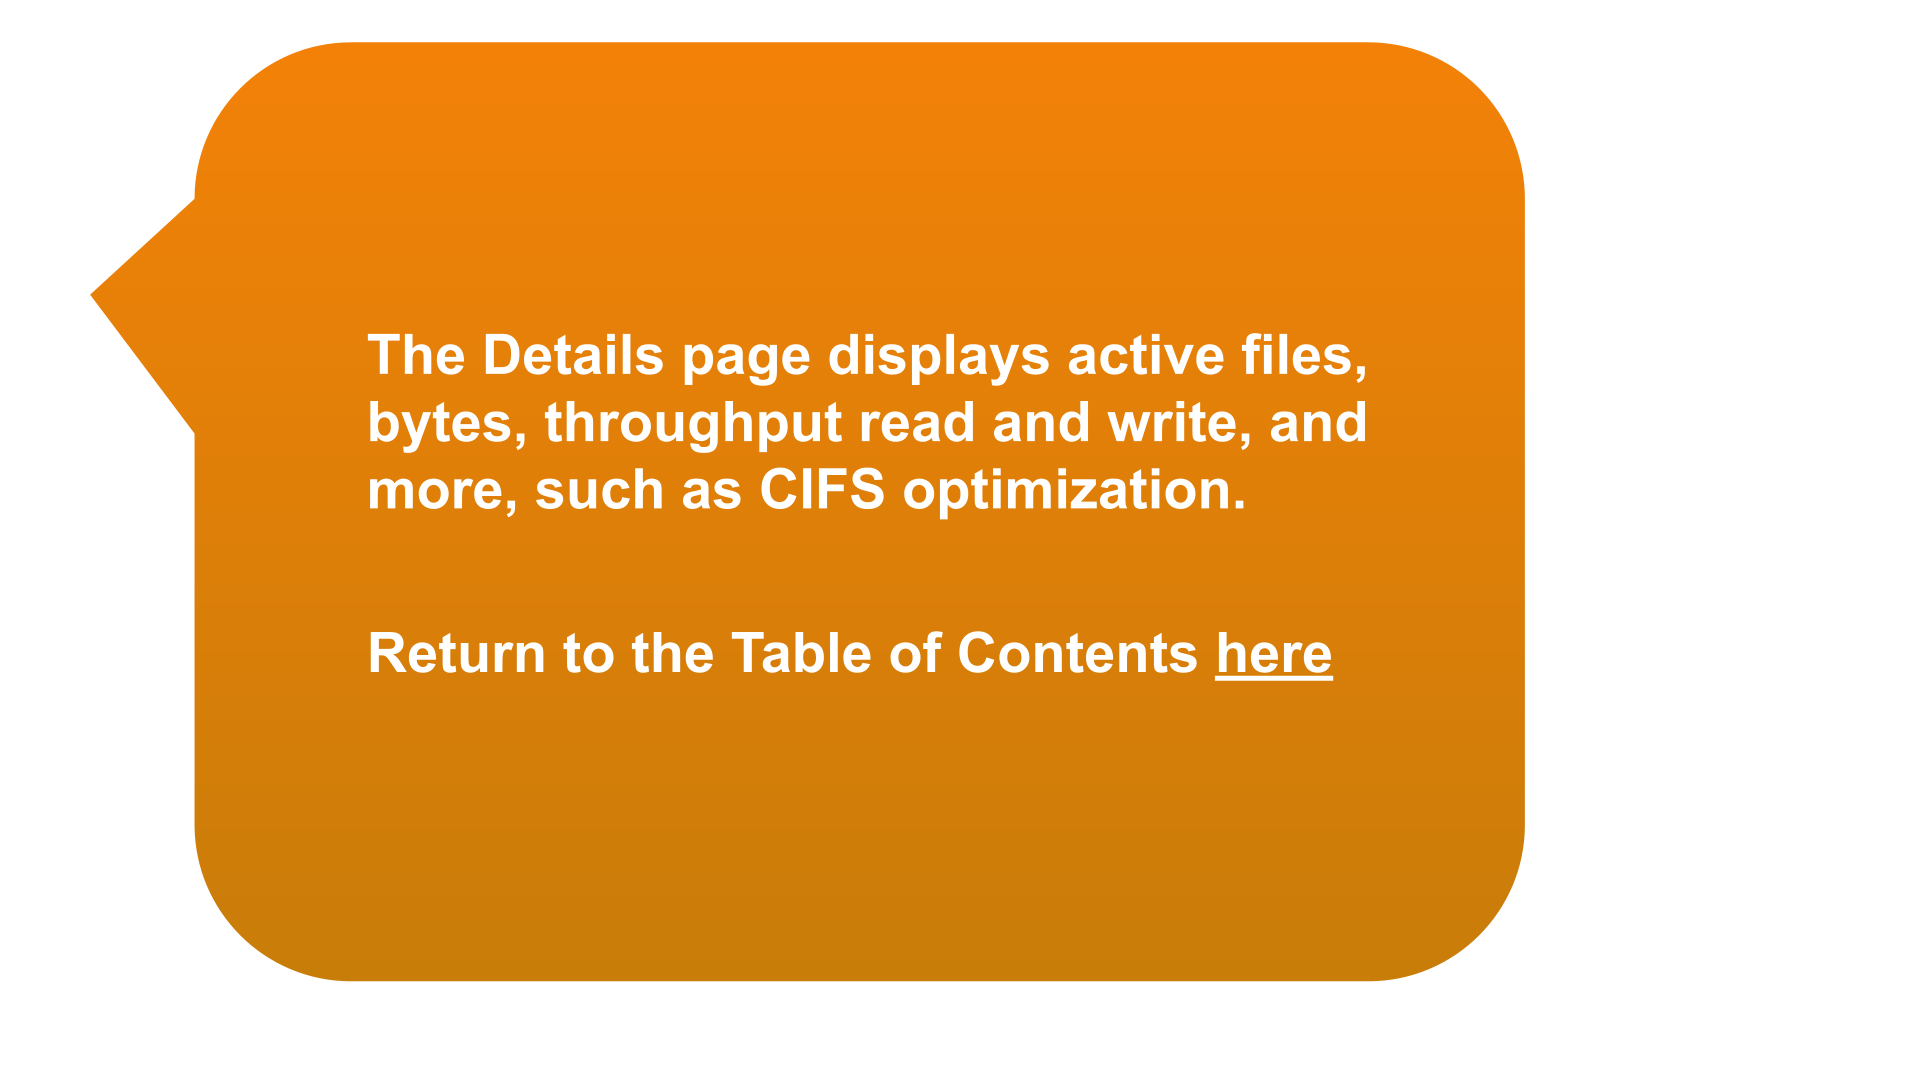 The Details page displays active files,
bytes, throughput read and write, and
more, such as CIFS optimization.
Return to the Table of Contents here